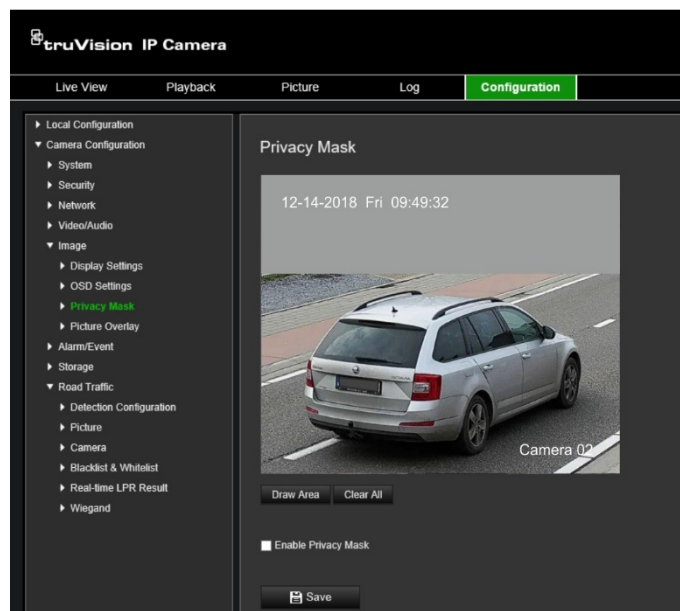 truVision IP Camera
Live View Playback Picture Log Configuration
Local Configuration
Camera Configuration
System
Security
Network
Video/Audio
Image
Display Settings
OSD Settings
Privacy Mask
Picture Overlay
Alarm/Event
Storage
Road Traffic
Detection Configuration
Picture
Camera
Blacklist & Whitelist
Real-time LPR Result
Wiegand
Privacy Mask
12-14-2018 Fri 09:49:32
Camera 02
Draw Area Clear All
Enable Privacy Mask
Save